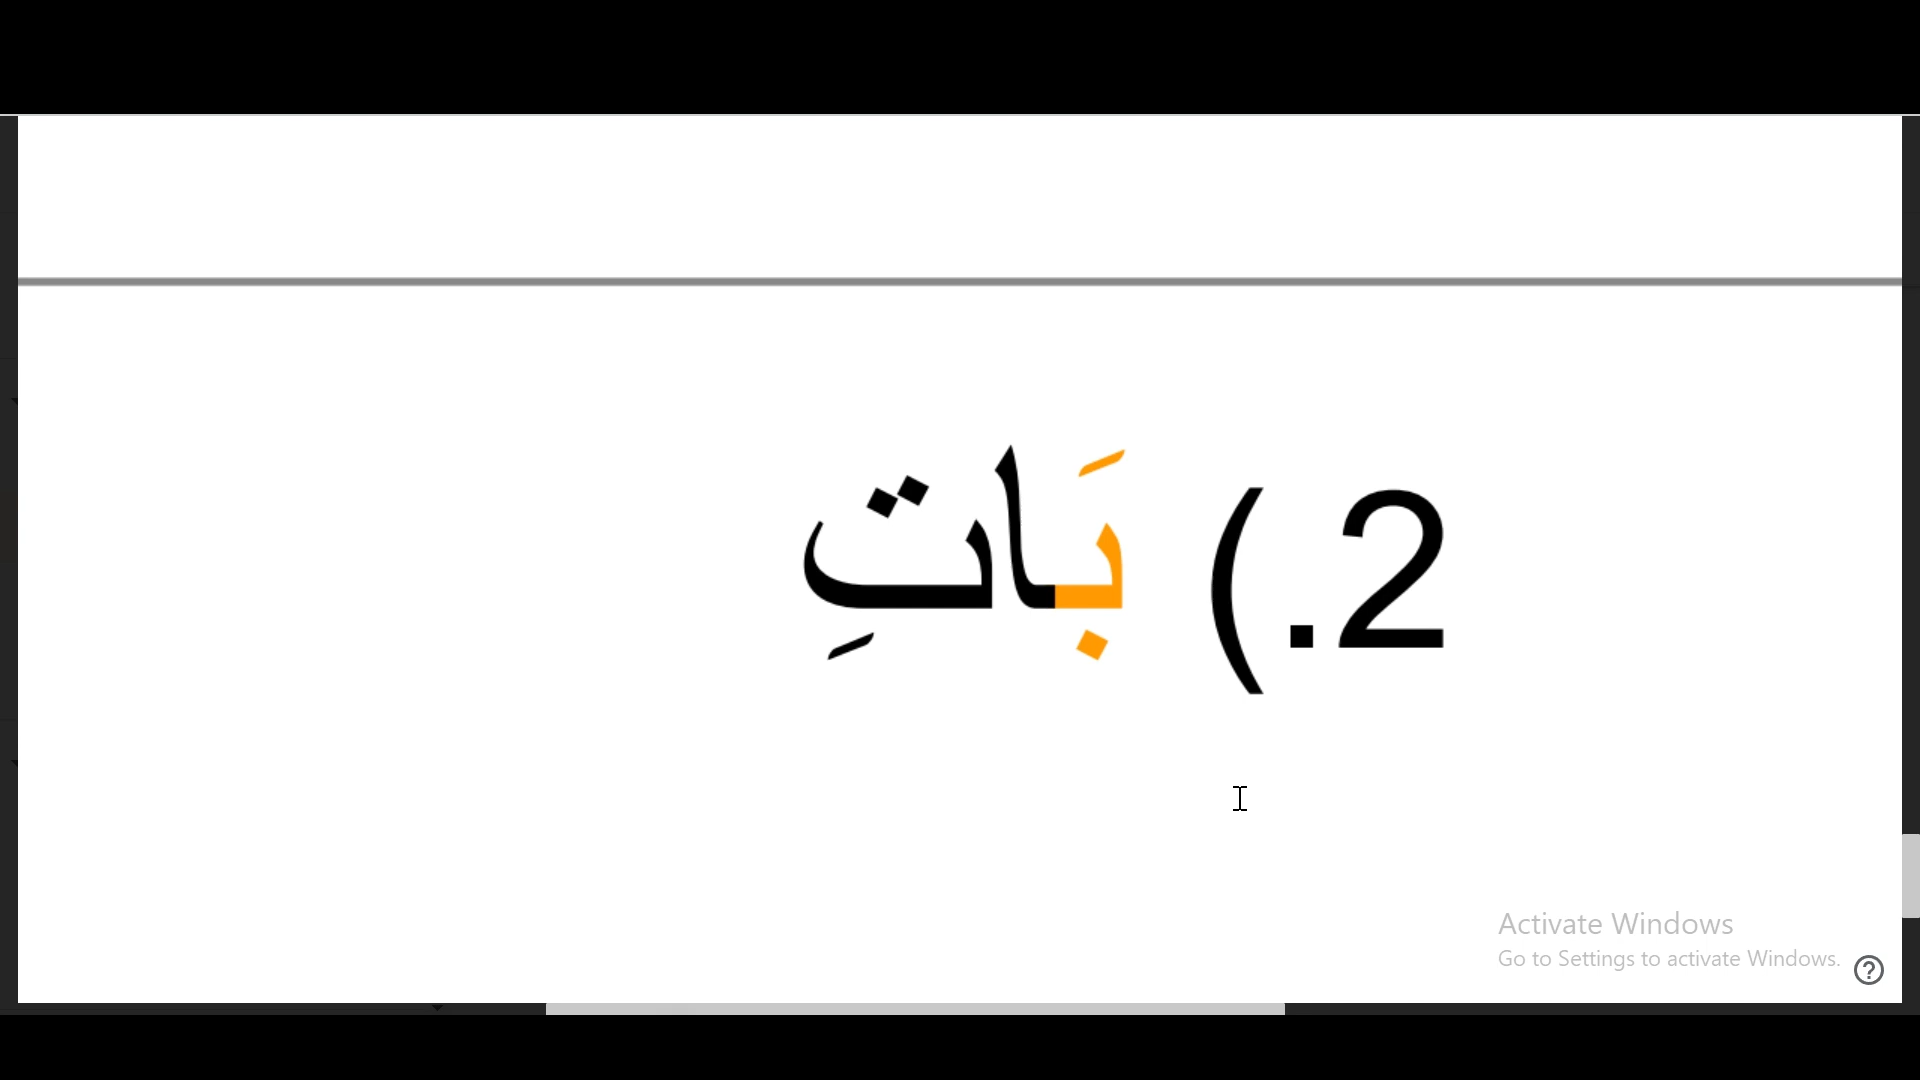 2.) بَاتِ
Activate Windows
Go to Settings to activate Windows.